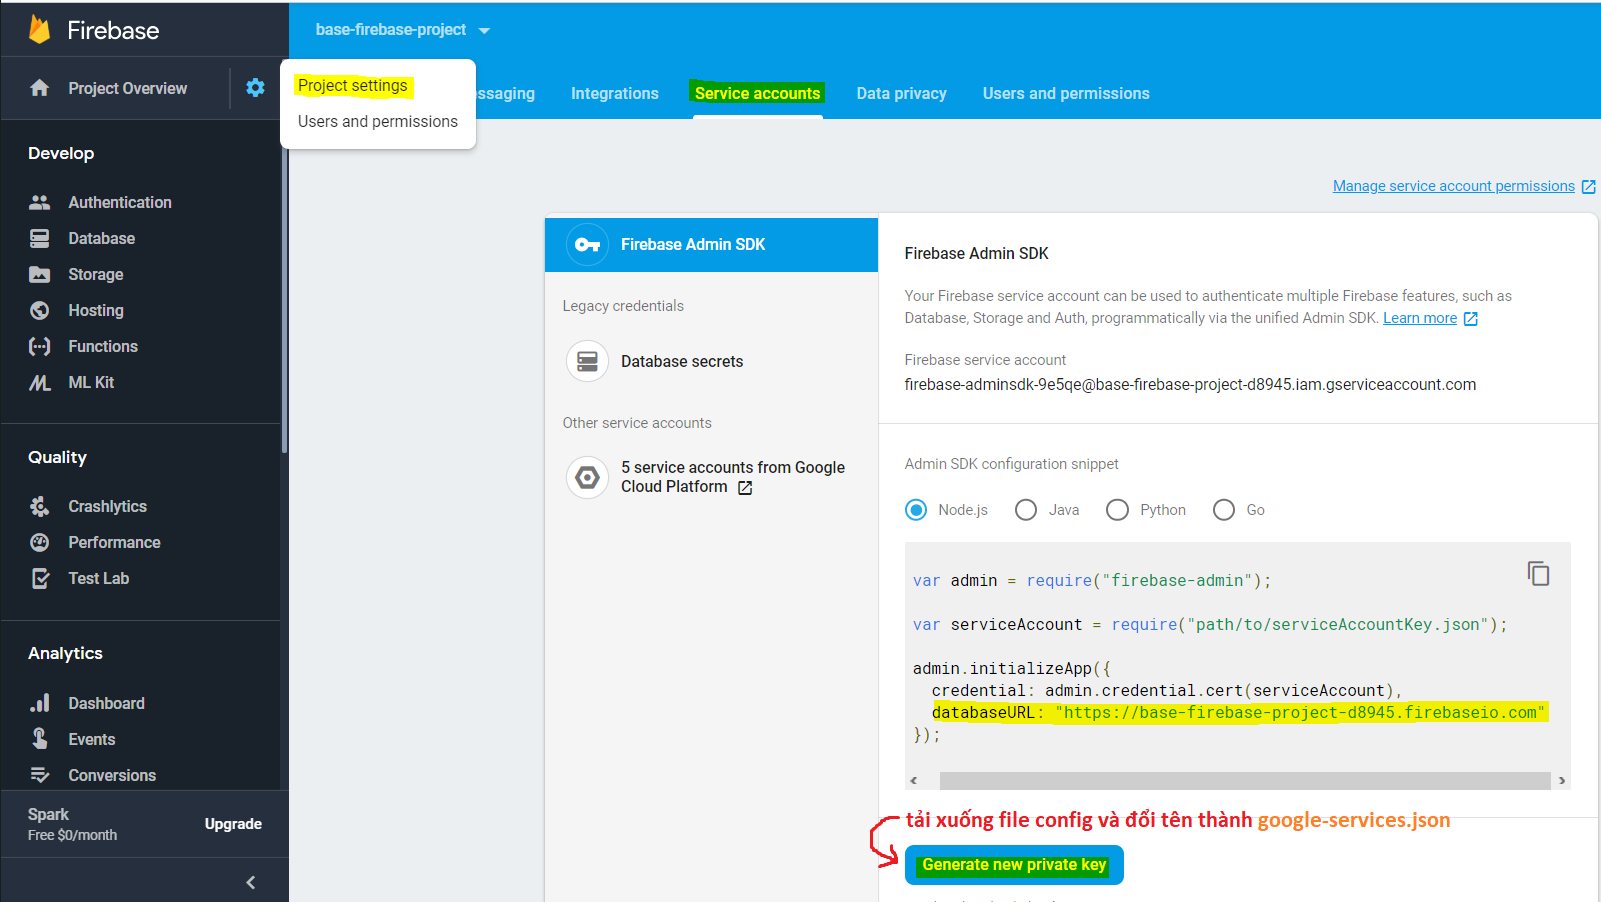 Firebase
base-firebase-project
Project Overview
Project settings
Users and permissions
ssaging
Integrations
Service accounts
Data privacy
Users and permissions
Develop
Authentication
Database
Storage
Hosting
Functions
ML Kit
Quality
Crashlytics
Performance
Test Lab
Analytics
Dashboard
Events
Conversions
Spark
Free $0/month
Upgrade
Manage service account permissions
Firebase Admin SDK
Legacy credentials
Database secrets
Other service accounts
5 service accounts from Google
Cloud Platform
Firebase Admin SDK
Your Firebase service account can be used to authenticate multiple Firebase features, such as
Database, Storage and Auth, programmatically via the unified Admin SDK. Learn more
Firebase service account
firebase-adminsdk-9e5qe@base-firebase-project-d8945.iam.gserviceaccount.com
Admin SDK configuration snippet
Node.js
Java
Python
Go
var admin = require("firebase-admin");
var serviceAccount = require("path/to/serviceAccountKey.json");
admin.initializeApp({
credential: admin.credential.cert(serviceAccount),
databaseURL: "https://base-firebase-project-d8945.firebaseio.com"
});
tải xuống file config và đổi tên thành google-services.json
Generate new private key